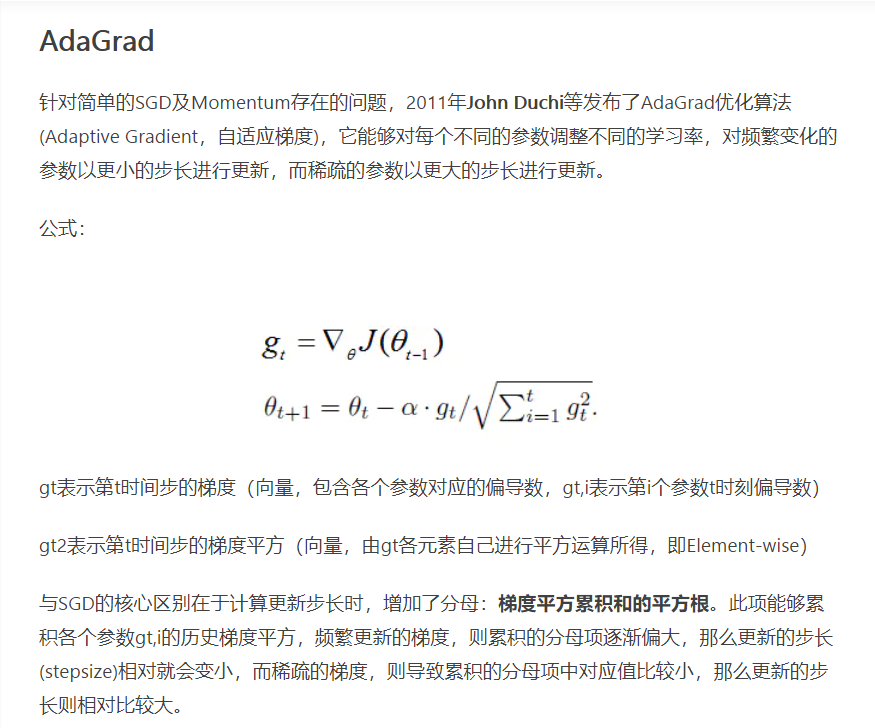 AdaGrad
针对简单的SGD及Momentum存在的问题，2011年John Duchi等发布了AdaGrad优化算法
(Adaptive Gradient，自适应梯度)，它能够对每个不同的参数调整不同的学习率，对频繁变化的
参数以更小的步长进行更新，而稀疏的参数以更大的步长进行更新。
公式：
g_t = ∇_θ J(θ_{t-1})
θ_{t+1} = θ_t − α · g_t/√(∑_{i=1}^t g_t^2).
gt表示第t时间步的梯度（向量，包含各个参数对应的偏导数，gt,i表示第i个参数t时刻偏导数）
gt2表示第t时间步的梯度平方（向量，由gt各元素自己进行平方运算所得，即Element-wise）
与SGD的核心区别在于计算更新步长时，增加了分母：梯度平方累积和的平方根。此项能够累
积各个参数gt,i的历史梯度平方，频繁更新的梯度，则累积的分母项逐渐偏大，那么更新的步长
(stepsize)相对就会变小，而稀疏的梯度，则导致累积的分母项中对应值比较小，那么更新的步
长则相对比较大。